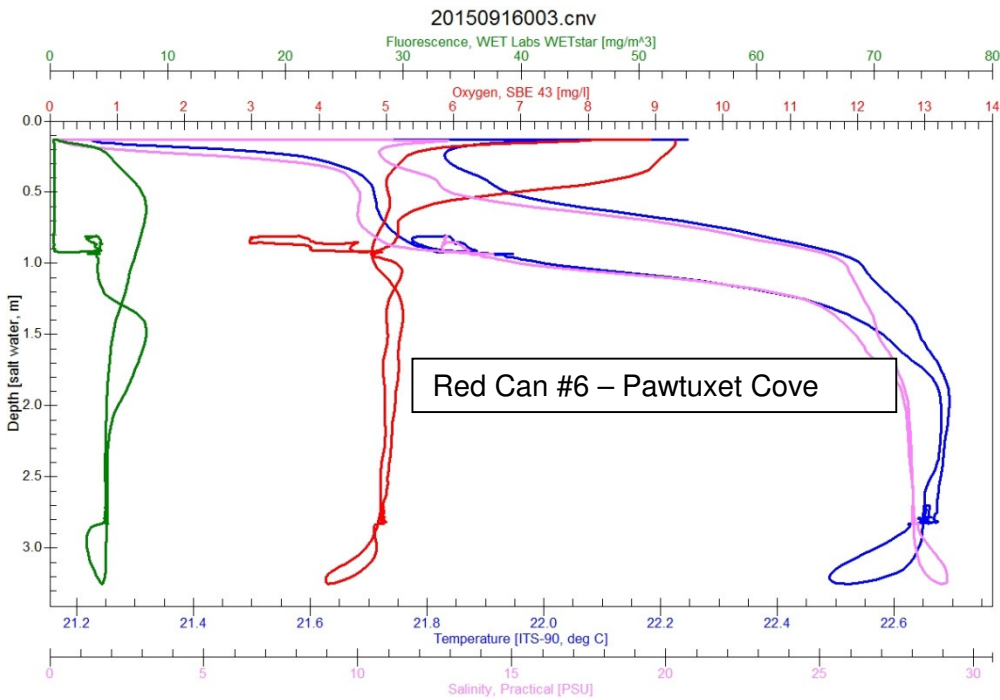 20150916003.cnv
Fluorescence, WET Labs WETstar [mg/m^3]
0 10 20 30 40 50 60 70 80
Oxygen, SBE 43 [mg/l]
0 1 2 3 4 5 6 7 8 9 10 11 12 13 14
0.0
0.5
1.0
1.5
2.0
2.5
3.0
Depth [salt water, m]
Red Can #6 – Pawtuxet Cove
21.2 21.4 21.6 21.8 22.0 22.2 22.4 22.6
Temperature [ITS-90, deg C]
0 5 10 15 20 25 30
Salinity, Practical [PSU]